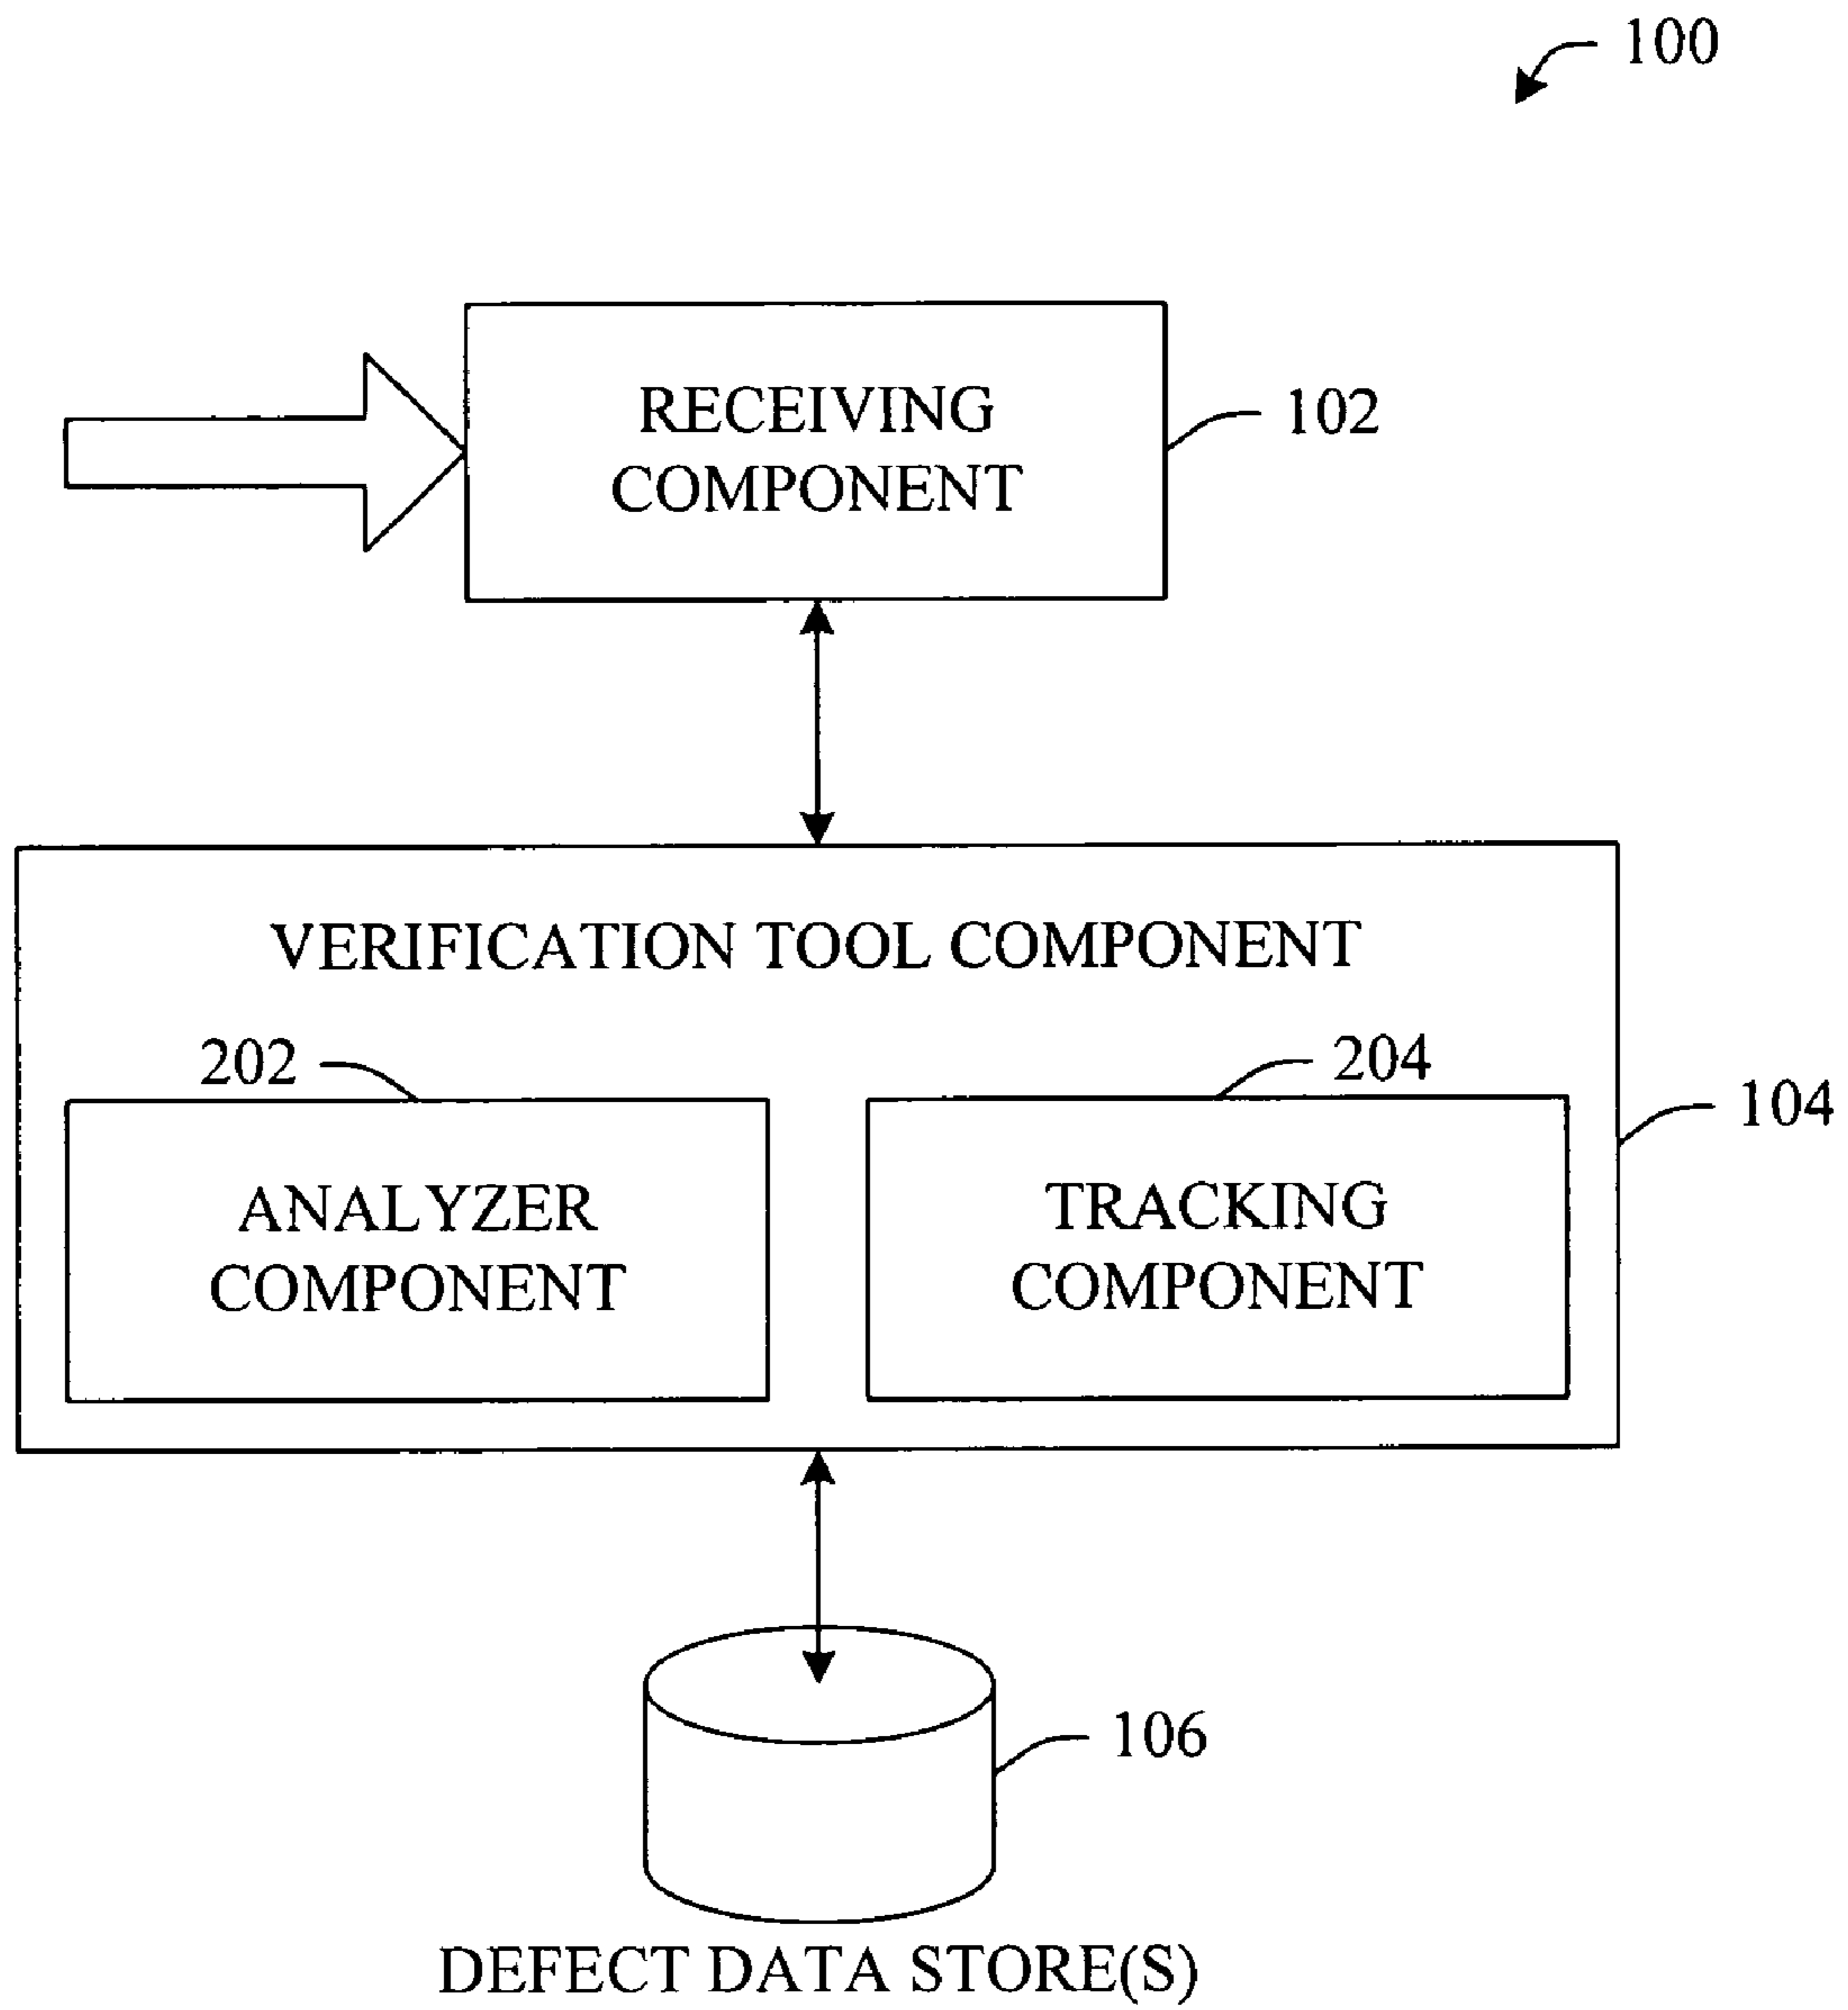 100
RECEIVING
COMPONENT
102
VERIFICATION TOOL COMPONENT
202
204
104
ANALYZER
COMPONENT
TRACKING
COMPONENT
106
DEFECT DATA STORE(S)